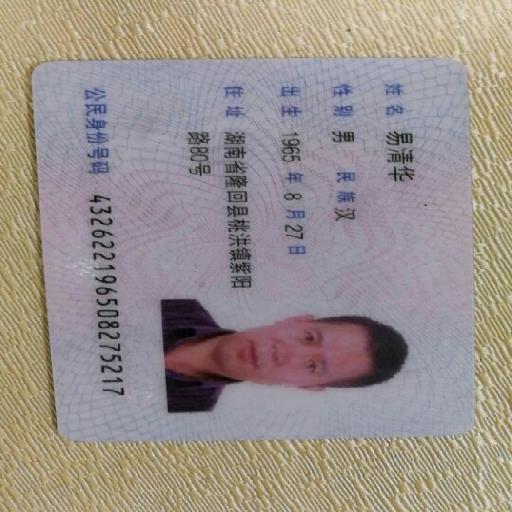 姓名 易清华
性别 男 民族 汉
出生 1965 年 8 月 27 日
住址 湖南省隆回县桃洪镇紫阳
路80号
公民身份号码 432622196508275217